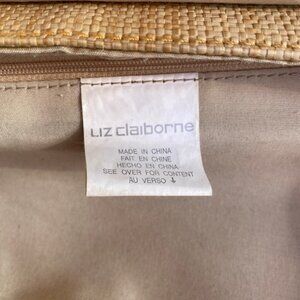 Liz claiborne
MADE IN CHINA
FAIT EN CHINE
HECHO EN CHINA
SEE OVER FOR CONTENT
AU VERSO ↓